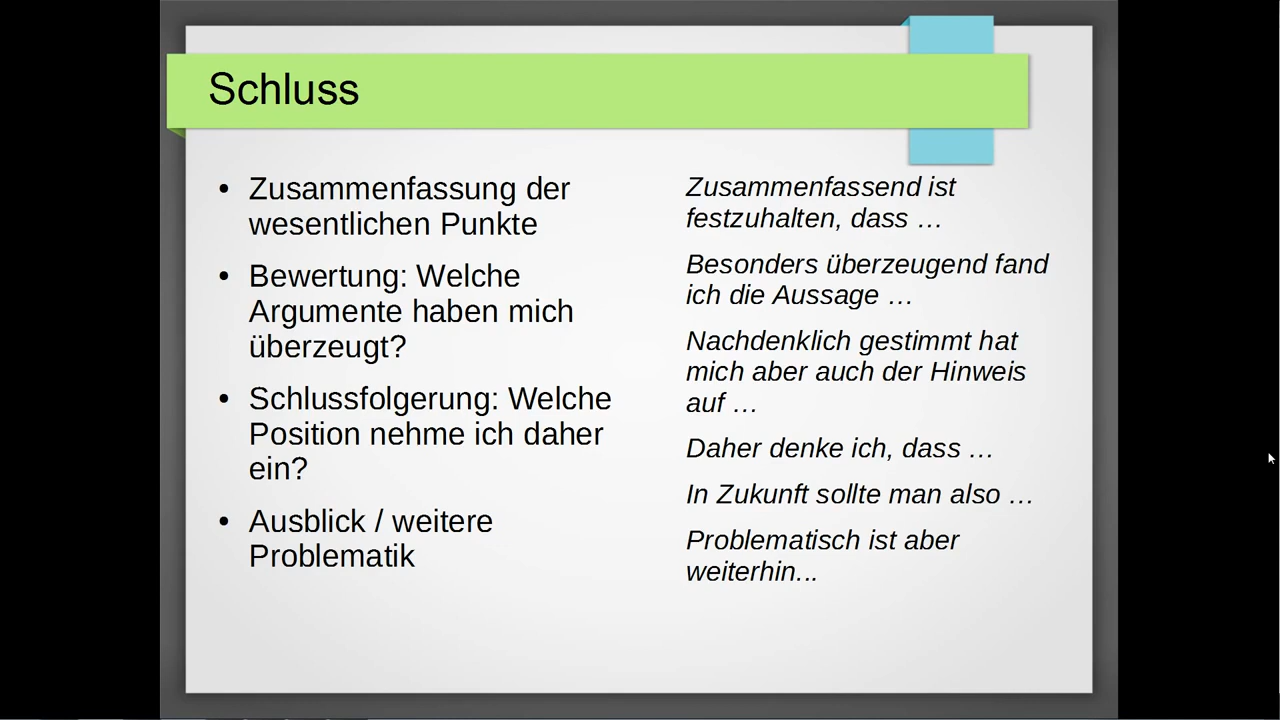 Schluss
• Zusammenfassung der
wesentlichen Punkte
• Bewertung: Welche
Argumente haben mich
überzeugt?
• Schlussfolgerung: Welche
Position nehme ich daher
ein?
• Ausblick / weitere
Problematik
Zusammenfassend ist
festzuhalten, dass …
Besonders überzeugend fand
ich die Aussage …
Nachdenklich gestimmt hat
mich aber auch der Hinweis
auf …
Daher denke ich, dass …
In Zukunft sollte man also …
Problematisch ist aber
weiterhin...